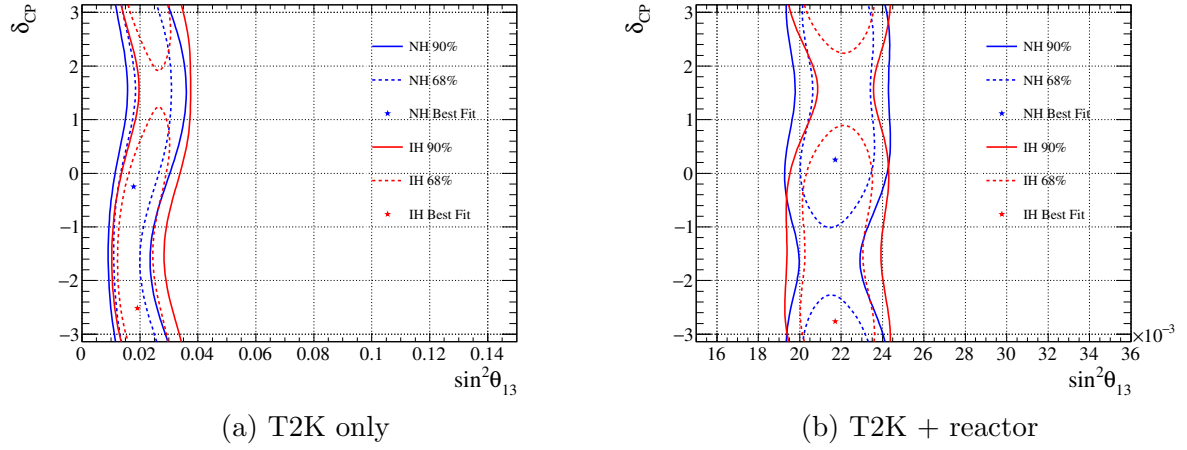 δCP
3
2
1
0
−1
−2
−3
0 0.02 0.04 0.06 0.08 0.1 0.12 0.14
sin²θ13
NH 90%
NH 68%
NH Best Fit
IH 90%
IH 68%
IH Best Fit
(a) T2K only
δCP
3
2
1
0
−1
−2
−3
×10⁻³
16 18 20 22 24 26 28 30 32 34 36
sin²θ13
NH 90%
NH 68%
NH Best Fit
IH 90%
IH 68%
IH Best Fit
(b) T2K + reactor